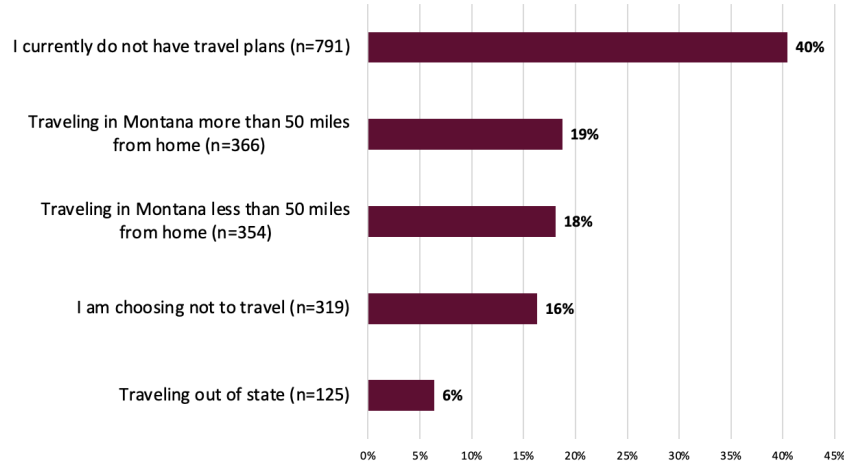 I currently do not have travel plans (n=791)
40%
Traveling in Montana more than 50 miles
from home (n=366)
19%
Traveling in Montana less than 50 miles
from home (n=354)
18%
I am choosing not to travel (n=319)
16%
Traveling out of state (n=125)
6%
0% 5% 10% 15% 20% 25% 30% 35% 40% 45%